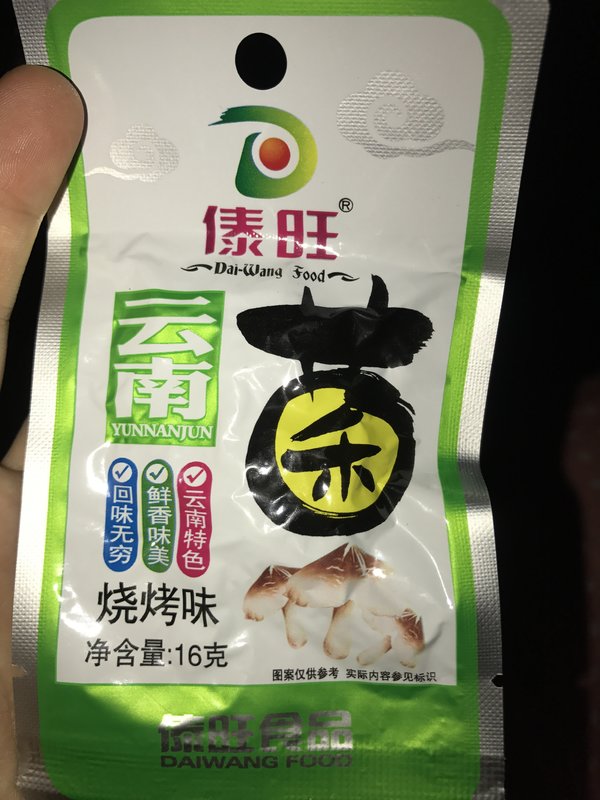 傣旺®
Dai-Wang Food
云南
YUNNANJUN
菌
回味无穷
鲜香味美
云南特色
烧烤味
净含量:16克
图案仅供参考 实际内容参见标识
傣旺食品
DAIWANG FOOD